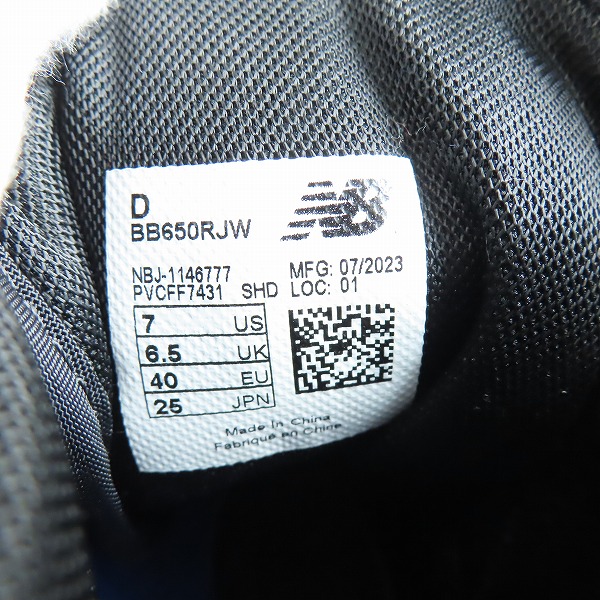 D
BB650RJW
NB
NBJ-1146777 MFG: 07/2023
PVCFF7431 SHD LOC: 01
7 US
6.5 UK
40 EU
25 JPN
Made in China
Fabriqué en Chine